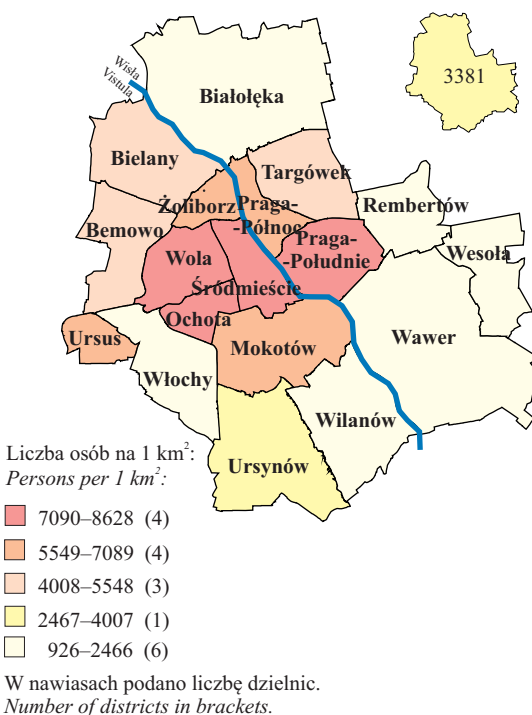 Wisła
Vistula
3381
Białołęka
Bielany
Targówek
Żoliborz
Praga-
-Północ
Rembertów
Bemowo
Praga-
-Południe
Wesoła
Wola
Śródmieście
Ochota
Ursus
Mokotów
Wawer
Włochy
Wilanów
Ursynów
Liczba osób na 1 km²:
Persons per 1 km²:
7090–8628 (4)
5549–7089 (4)
4008–5548 (3)
2467–4007 (1)
926–2466 (6)
W nawiasach podano liczbę dzielnic.
Number of districts in brackets.